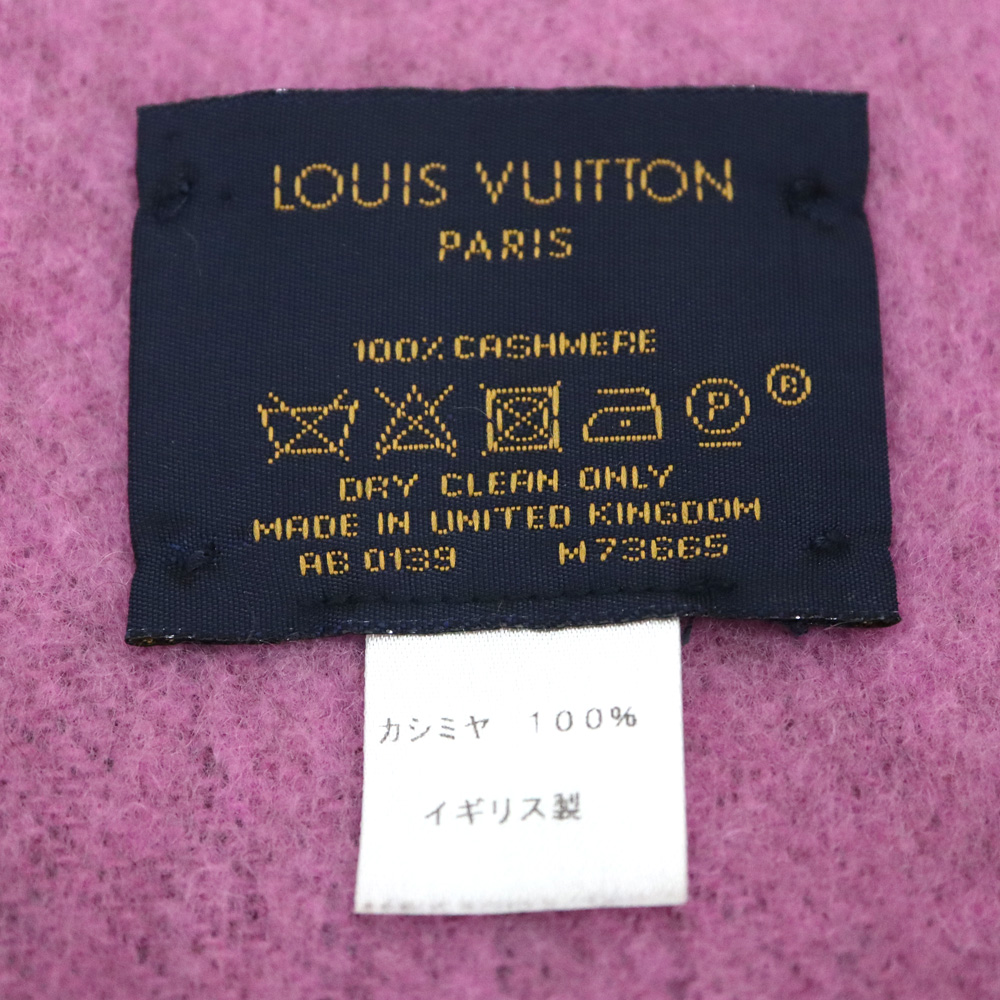 LOUIS VUITTON
PARIS
100% CASHMERE
P ®
DRY CLEAN ONLY
MADE IN UNITED KINGDOM
AB 0139 M73665
カシミヤ 100%
イギリス製